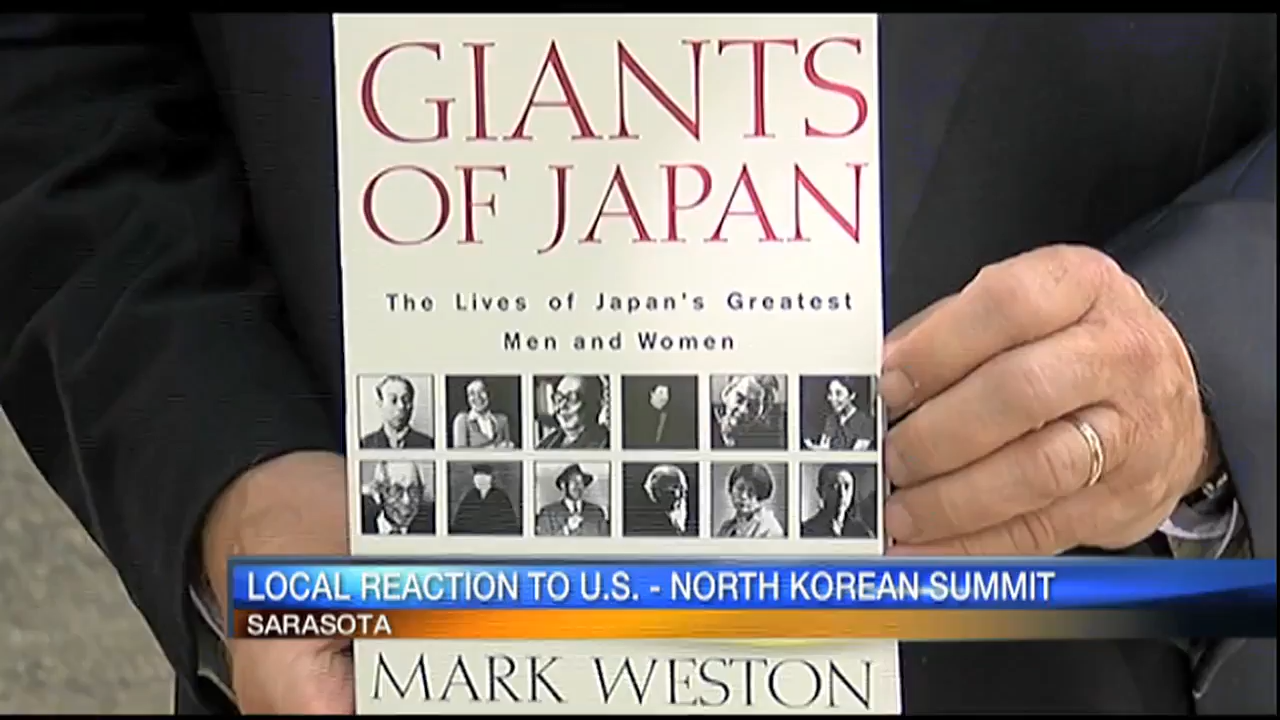 GIANTS
OF JAPAN
The Lives of Japan's Greatest
Men and Women
LOCAL REACTION TO U.S. - NORTH KOREAN SUMMIT
SARASOTA
MARK WESTON